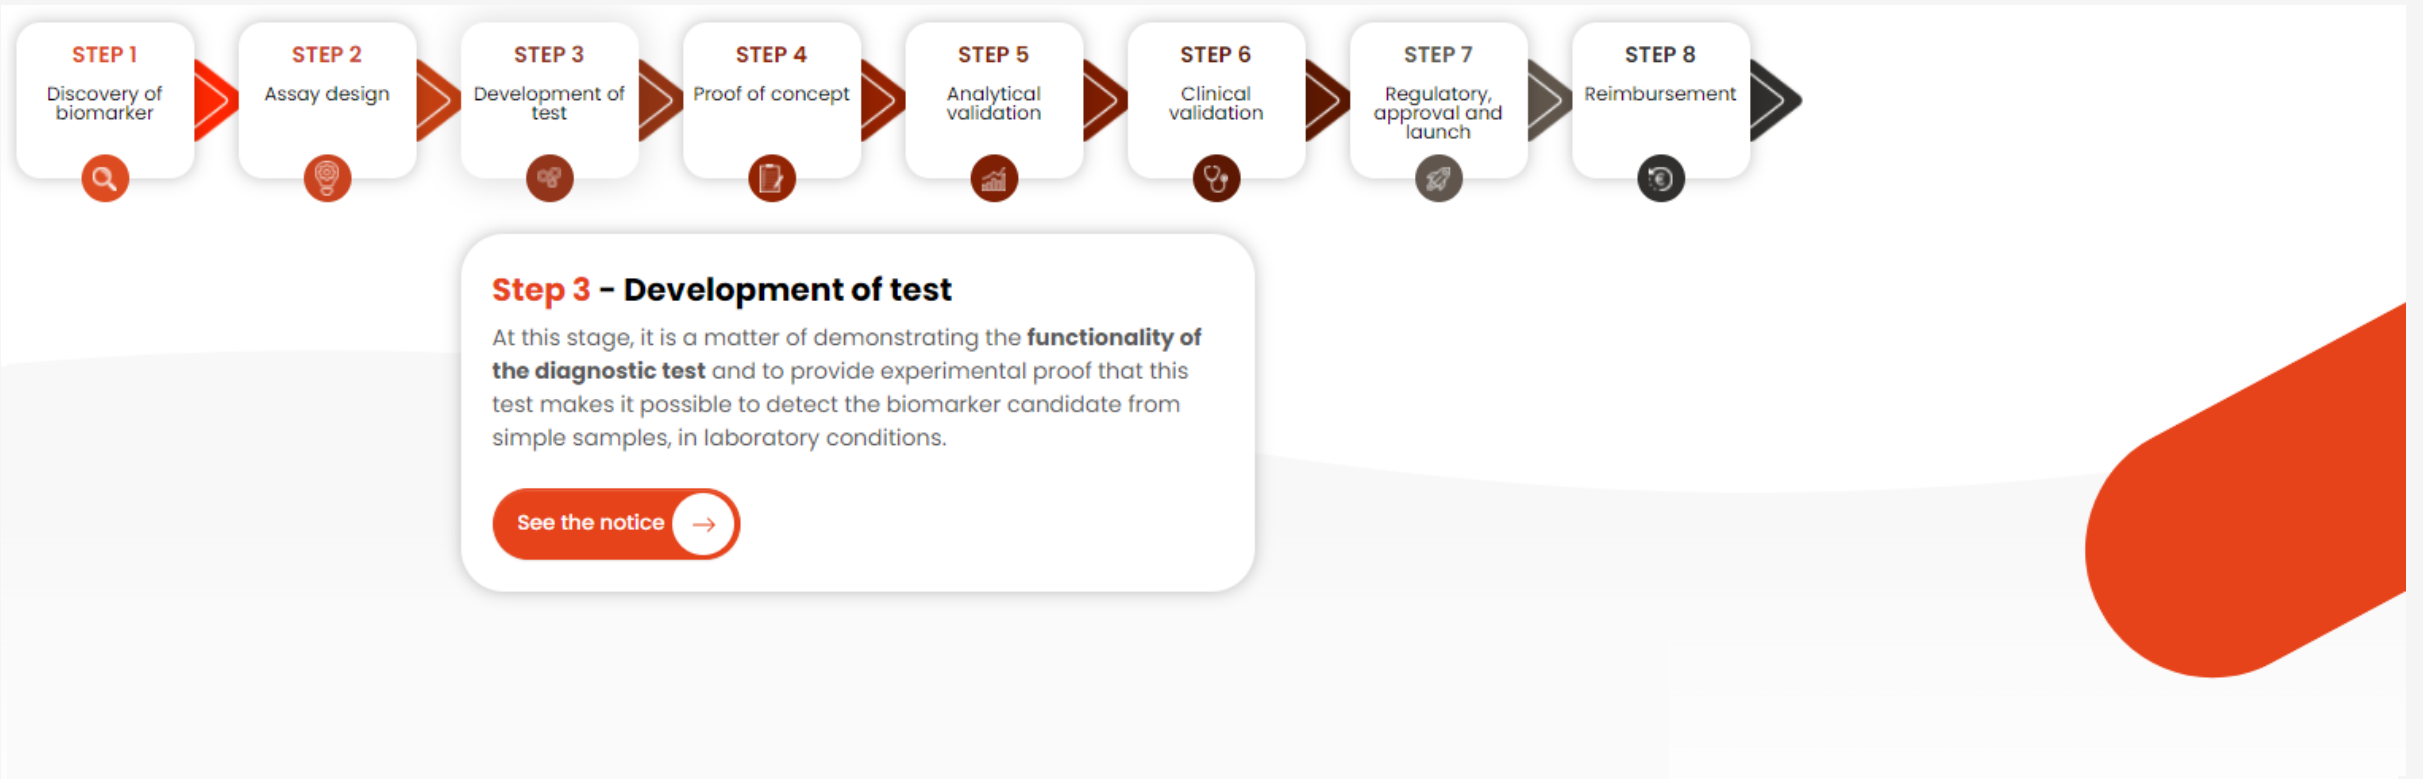 STEP 1
Discovery of
biomarker
STEP 2
Assay design
STEP 3
Development of
test
STEP 4
Proof of concept
STEP 5
Analytical
validation
STEP 6
Clinical
validation
STEP 7
Regulatory,
approval and
launch
STEP 8
Reimbursement
Step 3 - Development of test
At this stage, it is a matter of demonstrating the functionality of
the diagnostic test and to provide experimental proof that this
test makes it possible to detect the biomarker candidate from
simple samples, in laboratory conditions.
See the notice